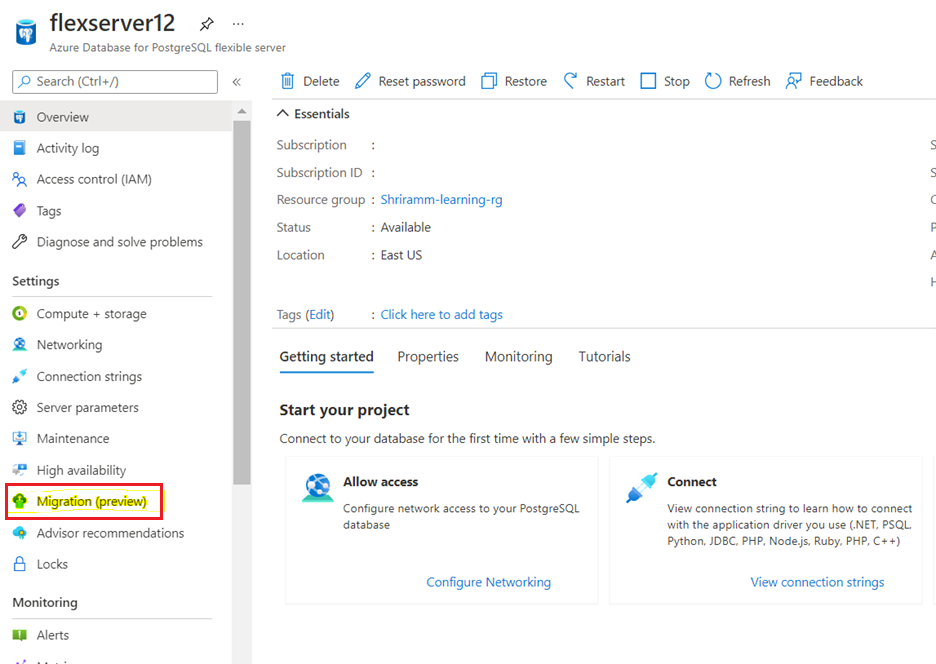 flexserver12
...
Azure Database for PostgreSQL flexible server
Search (Ctrl+/)
«
Overview
Activity log
Access control (IAM)
Tags
Diagnose and solve problems
Settings
Compute + storage
Networking
Connection strings
Server parameters
Maintenance
High availability
Migration (preview)
Advisor recommendations
Locks
Monitoring
Alerts
Delete Reset password Restore Restart Stop Refresh Feedback
Essentials
Subscription :
Subscription ID :
Resource group : Shriramm-learning-rg
Status : Available
Location : East US
Tags (Edit) : Click here to add tags
Getting started Properties Monitoring Tutorials
Start your project
Connect to your database for the first time with a few simple steps.
Allow access
Configure network access to your PostgreSQL
database
Configure Networking
Connect
View connection string to learn how to connect
with the application driver you use (.NET, PSQL,
Python, JDBC, PHP, Node.js, Ruby, PHP, C++)
View connection strings